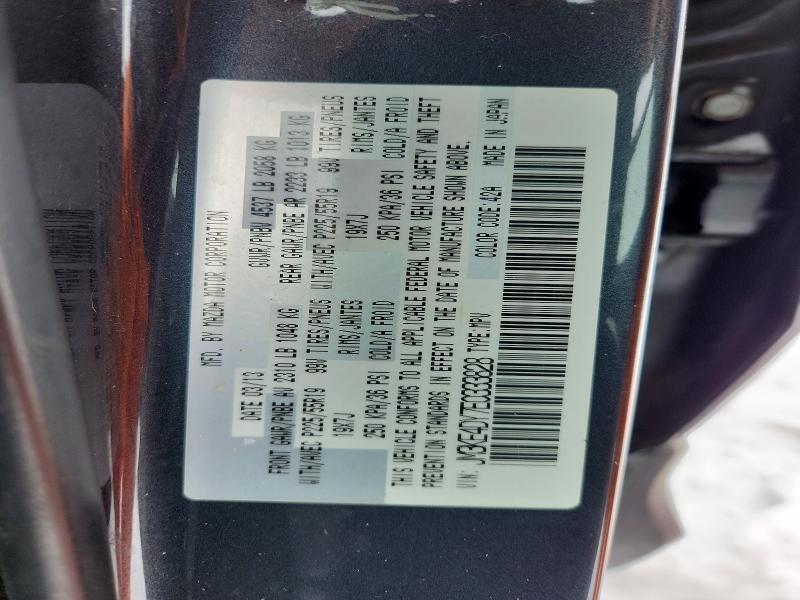 MFD. BY MAZDA MOTOR CORPORATION
DATE 03/13 GVWR/PNBV 4537 LB 2058 KG
FRONT GAWR/PNBE AV 2310 LB 1048 KG REAR GAWR/PNBE AR 2233 LB 1013 KG
WITH/AVEC P225/55R19 99V TIRES/PNEUS WITH/AVEC P225/55R19 99V TIRES/PNEUS
19X7J RIMS/JANTES 19X7J RIMS/JANTES
250 KPA/36 PSI COLD/A FROID 250 KPA/36 PSI COLD/A FROID
THIS VEHICLE CONFORMS TO ALL APPLICABLE FEDERAL MOTOR VEHICLE SAFETY AND THEFT
PREVENTION STANDARDS IN EFFECT ON THE DATE OF MANUFACTURE SHOWN ABOVE.
VIN: JM3KE4DY7E0333828 TYPE:MPV COLOR CODE:42A MADE IN JAPAN